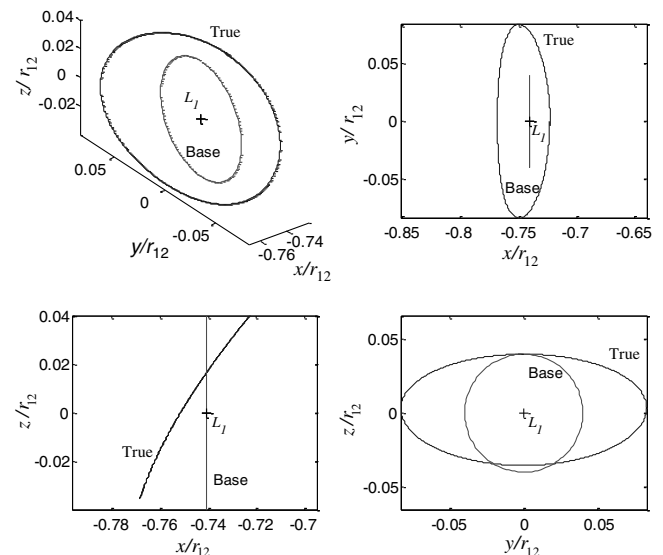 0.04
0.02
0
-0.02
z/r12
True
L1
Base
0.05
0
-0.05
y/r12
-0.76
-0.74
x/r12
0.05
0
-0.05
y/r12
True
L1
Base
-0.85
-0.8
-0.75
-0.7
-0.65
x/r12
0.04
0.02
0
-0.02
z/r12
L1
True
Base
-0.78
-0.76
-0.74
-0.72
-0.7
x/r12
0.05
0
-0.05
z/r12
True
Base
L1
-0.05
0
0.05
y/r12